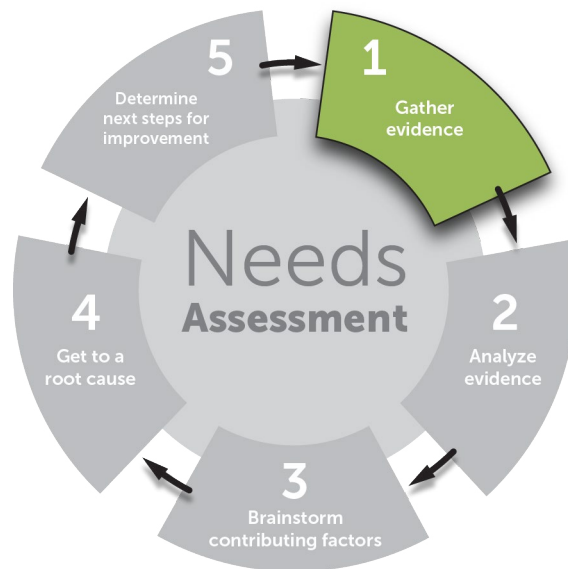 Needs
Assessment
1
Gather
evidence
2
Analyze
evidence
3
Brainstorm
contributing factors
4
Get to a
root cause
5
Determine
next steps for
improvement